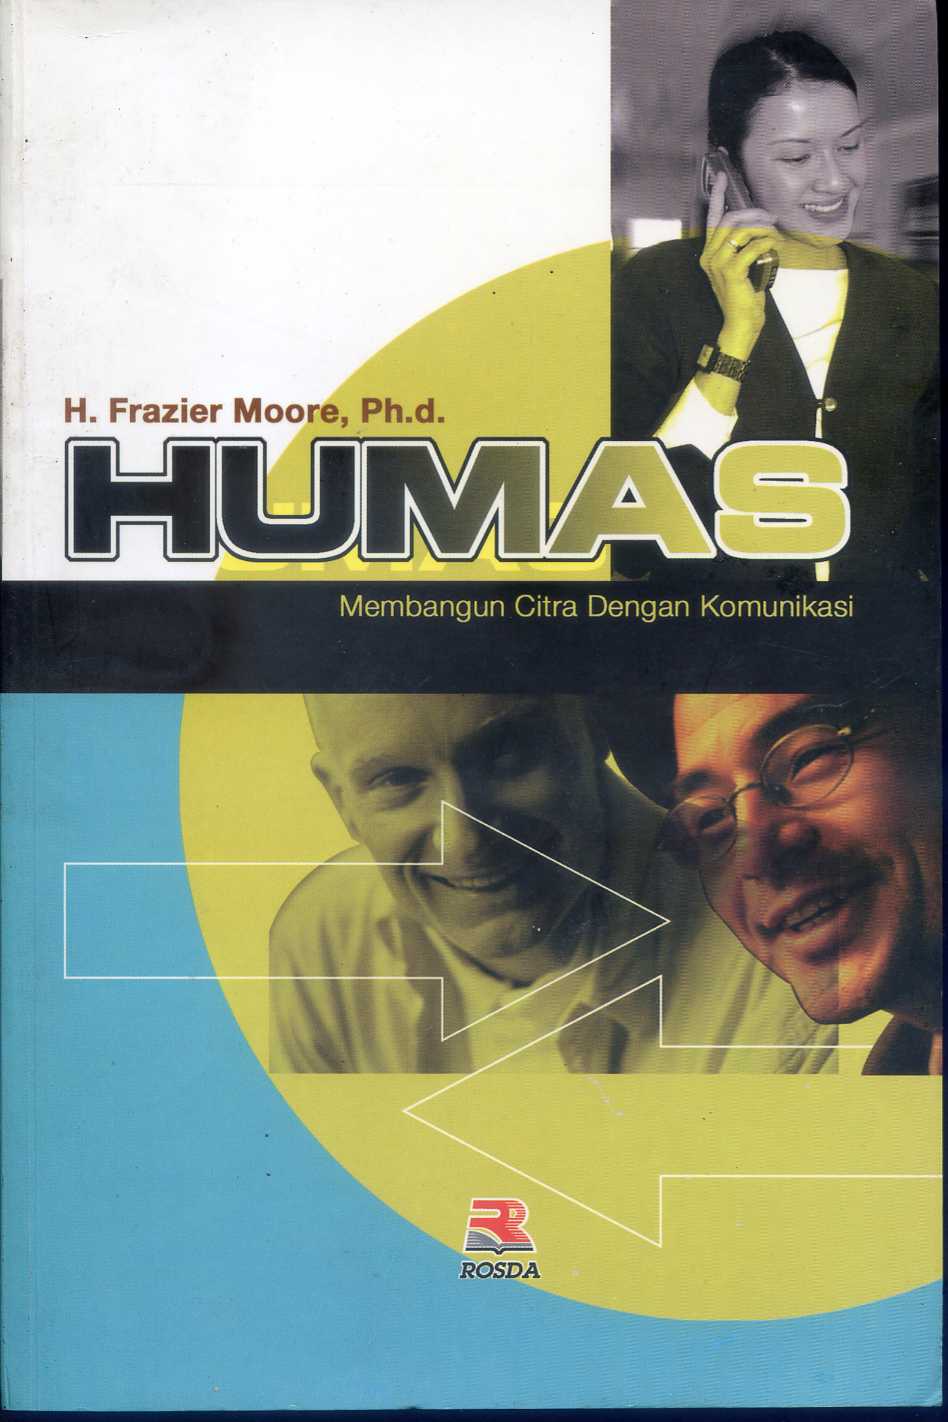 H. Frazier Moore, Ph.d.
HUMAS
Membangun Citra Dengan Komunikasi
ROSDA